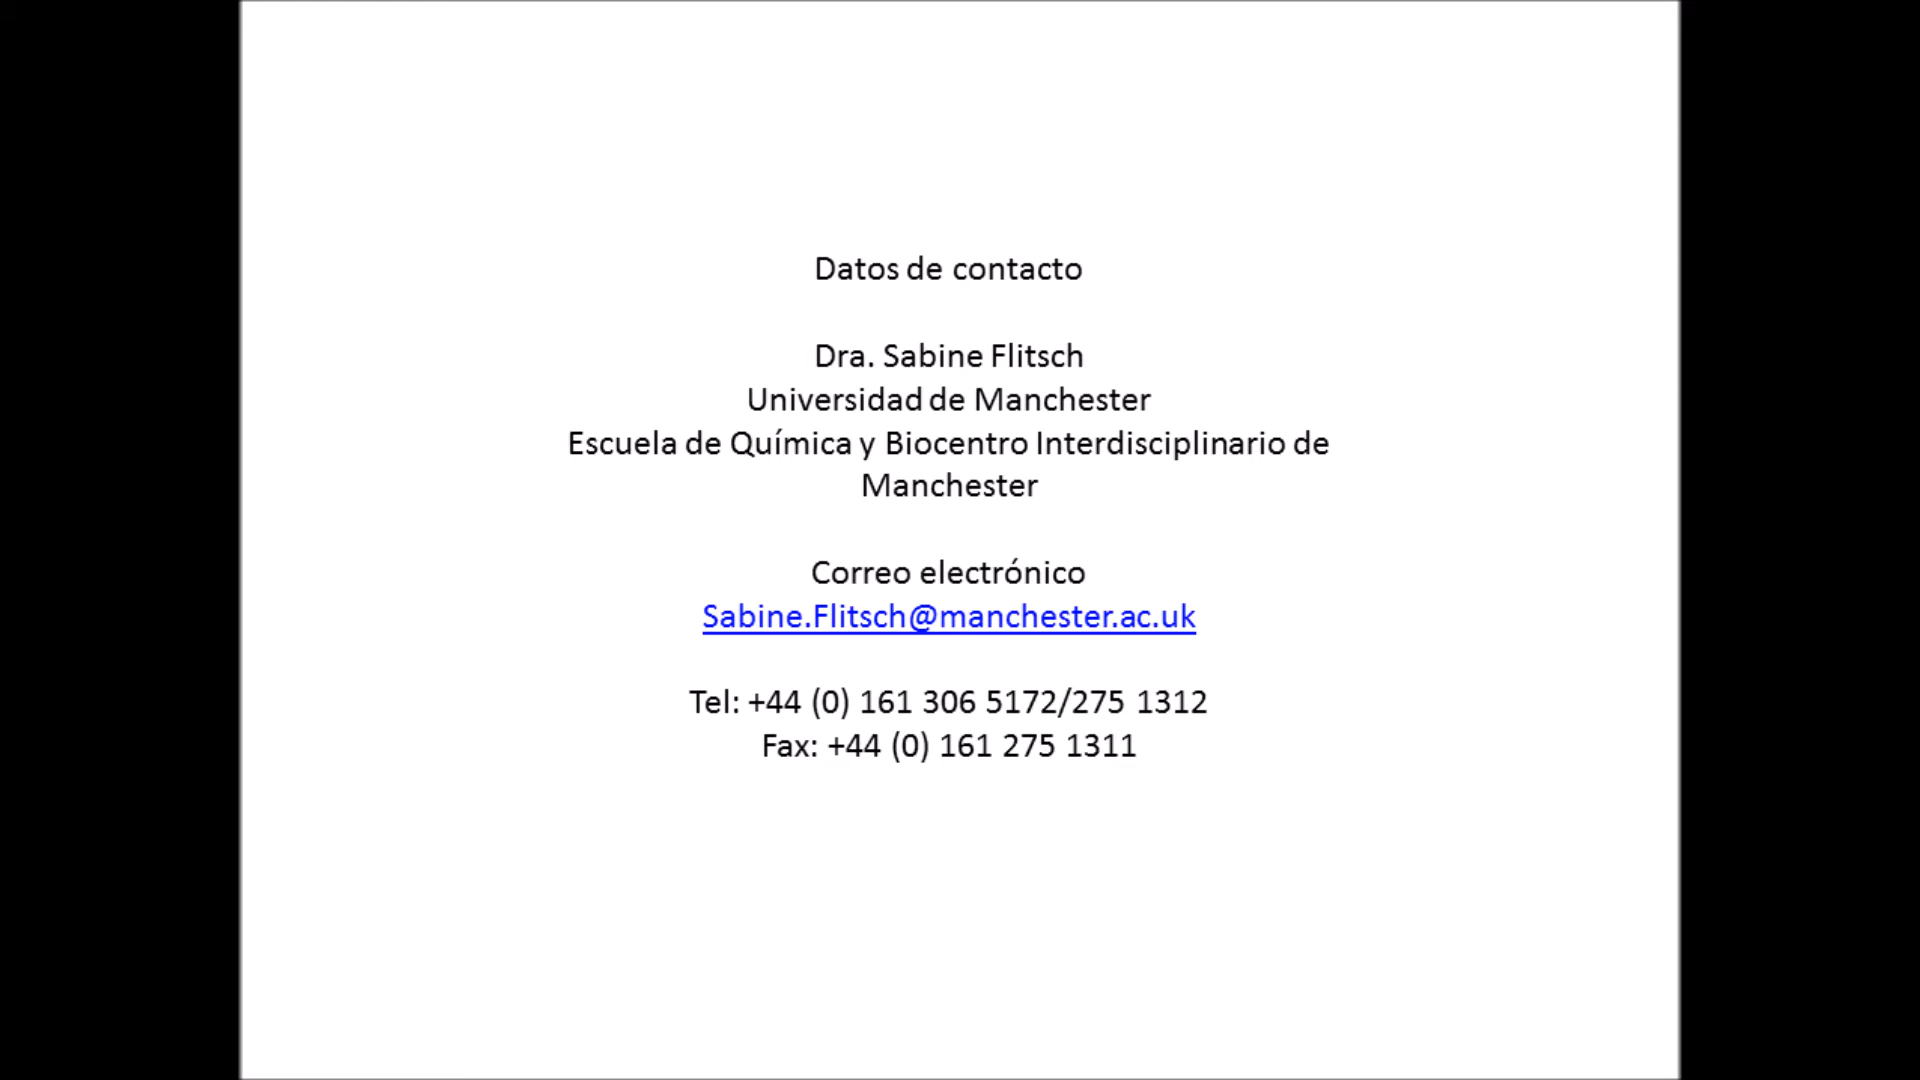 Datos de contacto
Dra. Sabine Flitsch
Universidad de Manchester
Escuela de Química y Biocentro Interdisciplinario de
Manchester
Correo electrónico
Sabine.Flitsch@manchester.ac.uk
Tel: +44 (0) 161 306 5172/275 1312
Fax: +44 (0) 161 275 1311